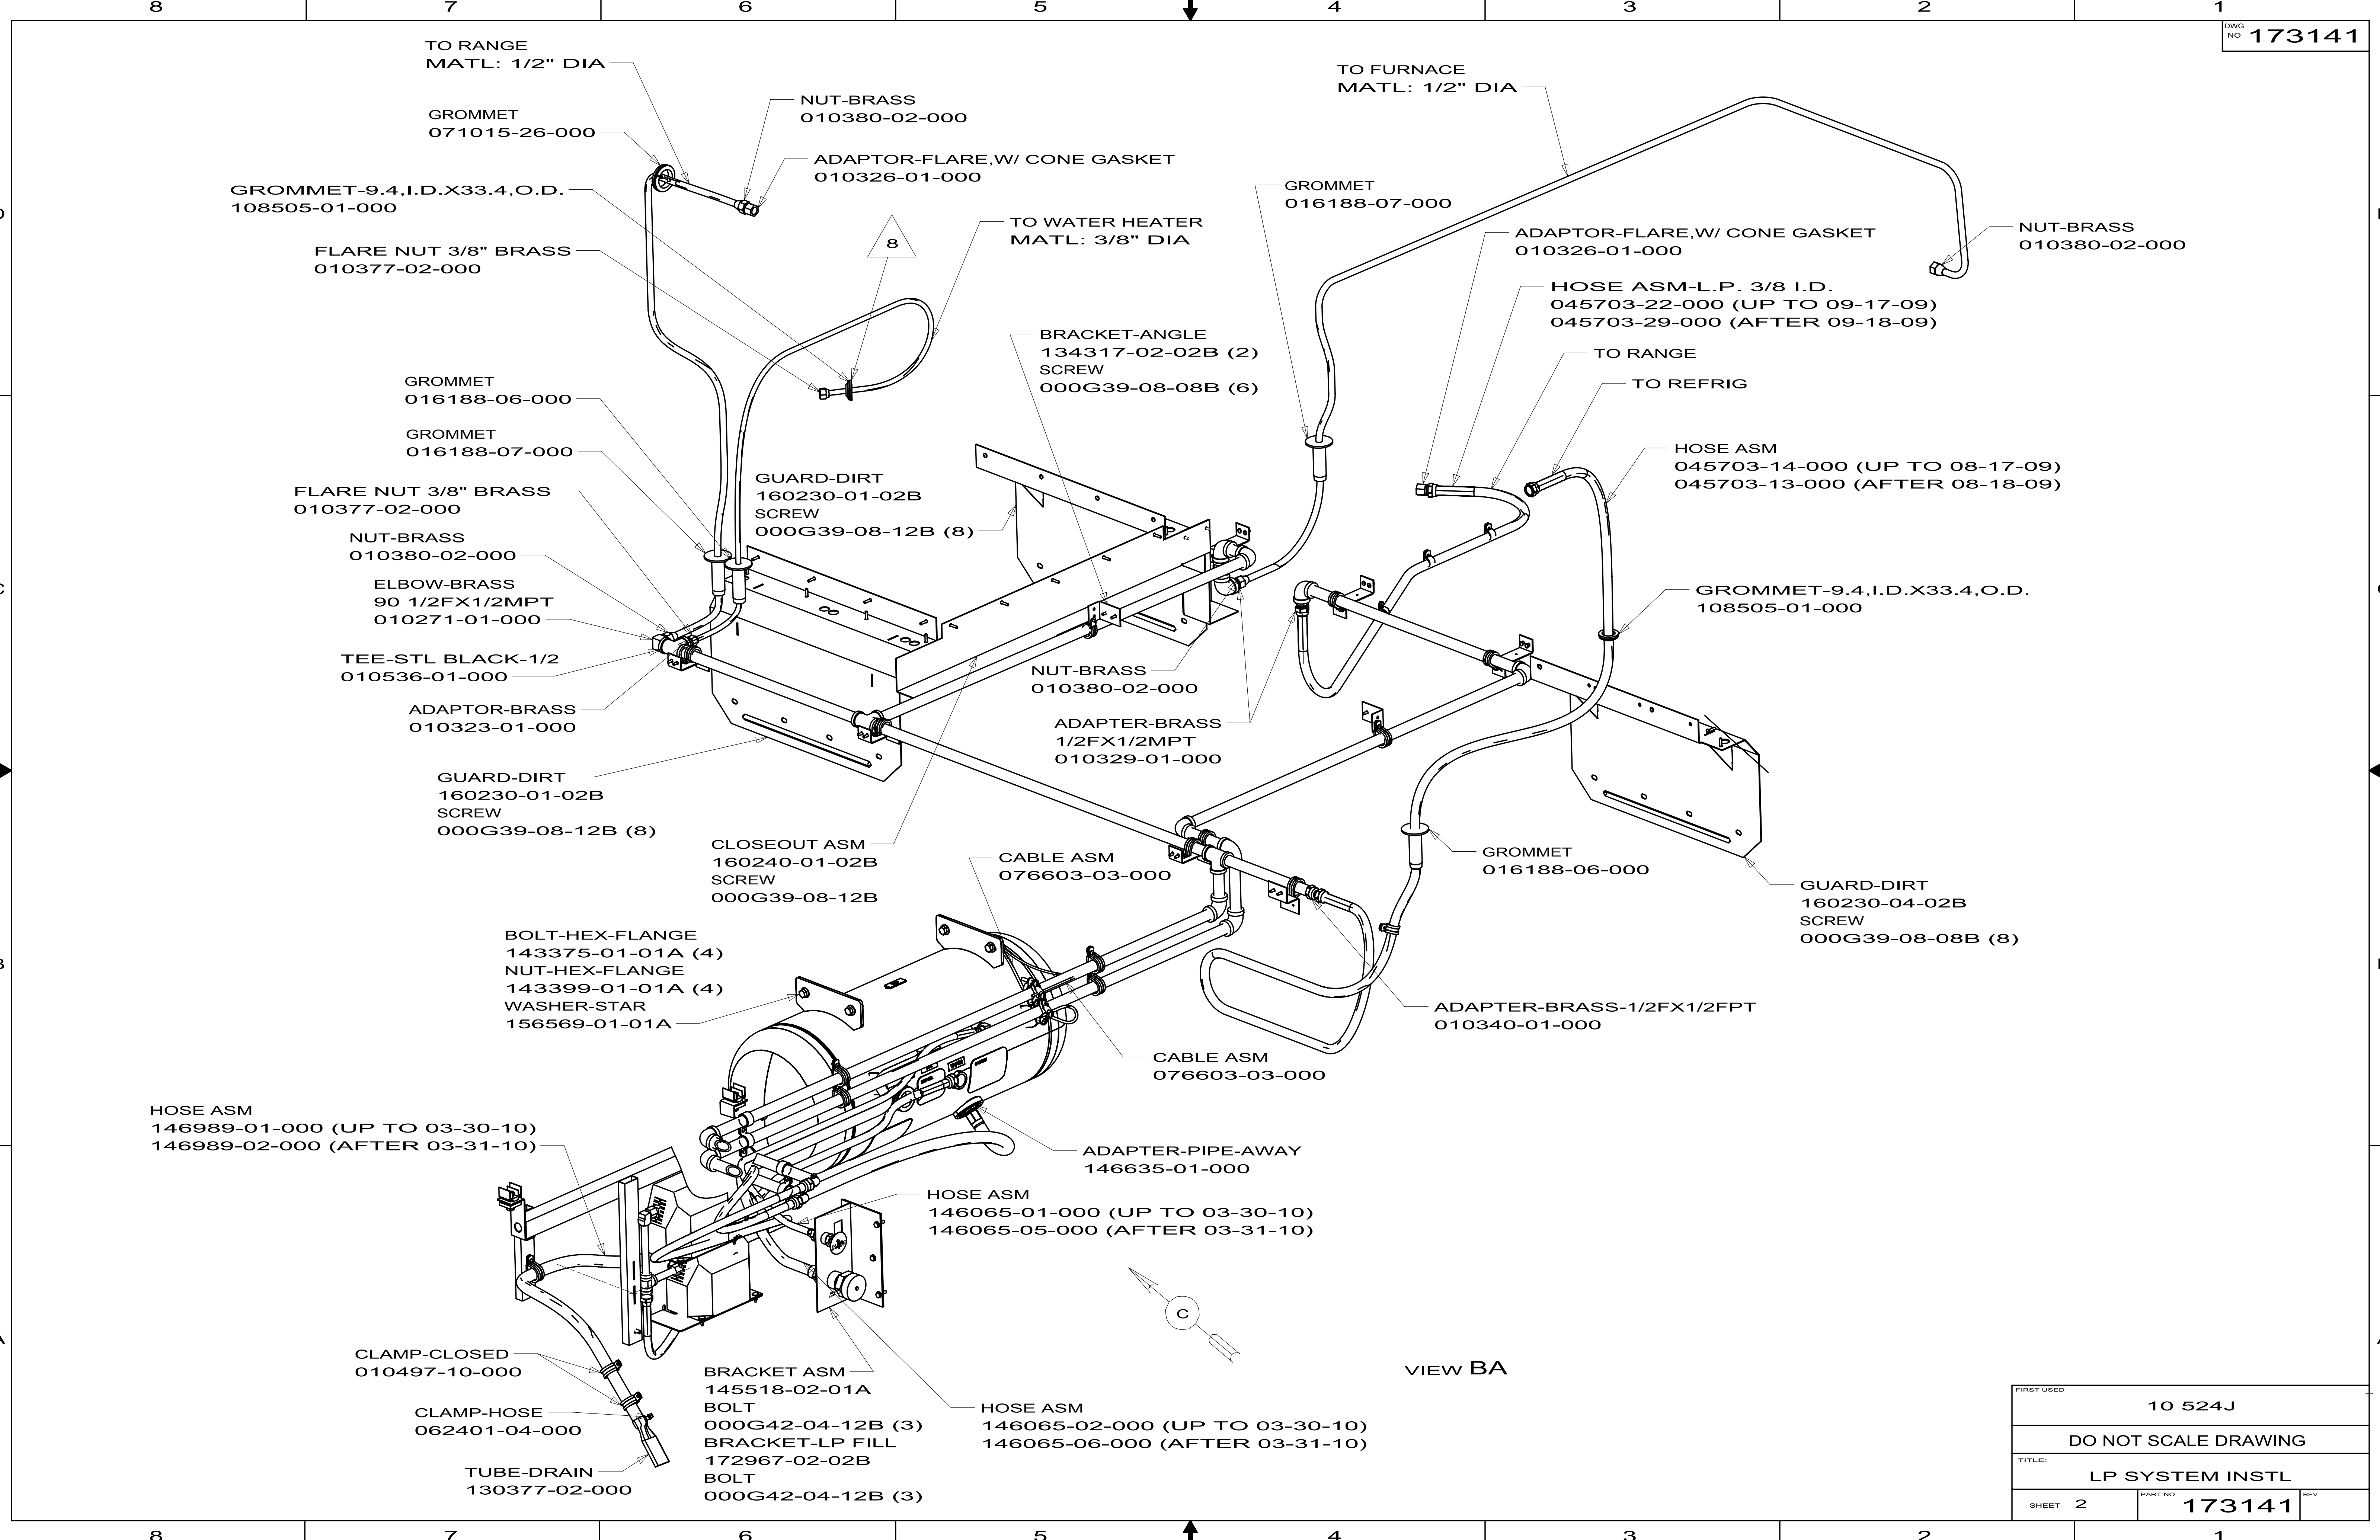 8 7 6 5 4 3 2 1
DWG NO 173141
TO RANGE
MATL: 1/2" DIA
GROMMET
071015-26-000
NUT-BRASS
010380-02-000
ADAPTOR-FLARE,W/ CONE GASKET
010326-01-000
GROMMET-9.4,I.D.X33.4,O.D.
108505-01-000
FLARE NUT 3/8" BRASS
010377-02-000
8
TO WATER HEATER
MATL: 3/8" DIA
TO FURNACE
MATL: 1/2" DIA
GROMMET
016188-07-000
ADAPTOR-FLARE,W/ CONE GASKET
010326-01-000
NUT-BRASS
010380-02-000
HOSE ASM-L.P. 3/8 I.D.
045703-22-000 (UP TO 09-17-09)
045703-29-000 (AFTER 09-18-09)
TO RANGE
TO REFRIG
BRACKET-ANGLE
134317-02-02B (2)
SCREW
000G39-08-08B (6)
GROMMET
016188-06-000
GROMMET
016188-07-000
FLARE NUT 3/8" BRASS
010377-02-000
NUT-BRASS
010380-02-000
ELBOW-BRASS
90 1/2FX1/2MPT
010271-01-000
TEE-STL BLACK-1/2
010536-01-000
ADAPTOR-BRASS
010323-01-000
GUARD-DIRT
160230-01-02B
SCREW
000G39-08-12B (8)
GUARD-DIRT
160230-01-02B
SCREW
000G39-08-12B (8)
HOSE ASM
045703-14-000 (UP TO 08-17-09)
045703-13-000 (AFTER 08-18-09)
GROMMET-9.4,I.D.X33.4,O.D.
108505-01-000
NUT-BRASS
010380-02-000
ADAPTER-BRASS
1/2FX1/2MPT
010329-01-000
CLOSEOUT ASM
160240-01-02B
SCREW
000G39-08-12B
CABLE ASM
076603-03-000
GROMMET
016188-06-000
GUARD-DIRT
160230-04-02B
SCREW
000G39-08-08B (8)
BOLT-HEX-FLANGE
143375-01-01A (4)
NUT-HEX-FLANGE
143399-01-01A (4)
WASHER-STAR
156569-01-01A
ADAPTER-BRASS-1/2FX1/2FPT
010340-01-000
CABLE ASM
076603-03-000
HOSE ASM
146989-01-000 (UP TO 03-30-10)
146989-02-000 (AFTER 03-31-10)
ADAPTER-PIPE-AWAY
146635-01-000
HOSE ASM
146065-01-000 (UP TO 03-30-10)
146065-05-000 (AFTER 03-31-10)
C
CLAMP-CLOSED
010497-10-000
CLAMP-HOSE
062401-04-000
TUBE-DRAIN
130377-02-000
BRACKET ASM
145518-02-01A
BOLT
000G42-04-12B (3)
BRACKET-LP FILL
172967-02-02B
BOLT
000G42-04-12B (3)
HOSE ASM
146065-02-000 (UP TO 03-30-10)
146065-06-000 (AFTER 03-31-10)
VIEW BA
FIRST USED
10 524J
DO NOT SCALE DRAWING
TITLE:
LP SYSTEM INSTL
SHEET 2
PART NO 173141
REV
8 7 6 5 4 3 2 1